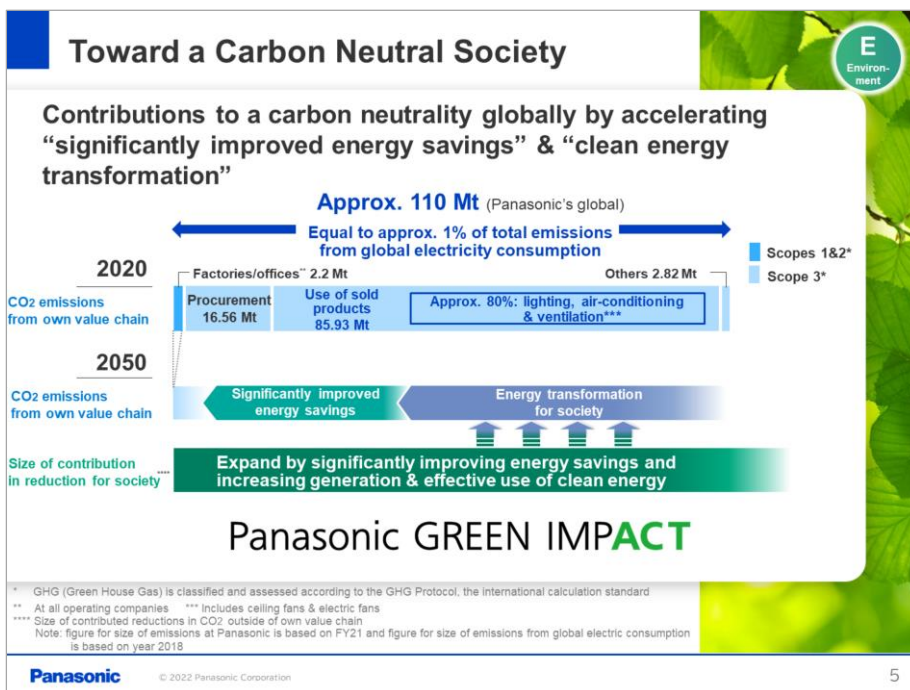 Toward a Carbon Neutral Society
E
Environ-
ment
Contributions to a carbon neutrality globally by accelerating
“significantly improved energy savings” & “clean energy
transformation”
Approx. 110 Mt (Panasonic's global)
Equal to approx. 1% of total emissions
from global electricity consumption
Scopes 1&2*
Scope 3*
2020
Factories/offices** 2.2 Mt
Others 2.82 Mt
CO2 emissions
from own value chain
Procurement
16.56 Mt
Use of sold
products
85.93 Mt
Approx. 80%: lighting, air-conditioning
& ventilation***
2050
CO2 emissions
from own value chain
Significantly improved
energy savings
Energy transformation
for society
Size of contribution
in reduction for society****
Expand by significantly improving energy savings and
increasing generation & effective use of clean energy
Panasonic GREEN IMPACT
* GHG (Green House Gas) is classified and assessed according to the GHG Protocol, the international calculation standard
** At all operating companies *** Includes ceiling fans & electric fans
**** Size of contributed reductions in CO2 outside of own value chain
Note: figure for size of emissions at Panasonic is based on FY21 and figure for size of emissions from global electric consumption
is based on year 2018
Panasonic
© 2022 Panasonic Corporation
5